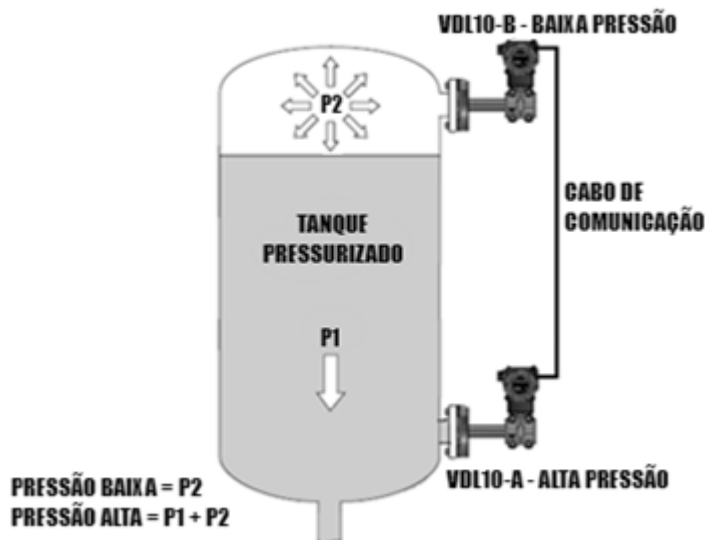 VDL10-B - BAIXA PRESSÃO
P2
CABO DE
COMUNICAÇÃO
TANQUE
PRESSURIZADO
P1
VDL10-A - ALTA PRESSÃO
PRESSÃO BAIXA = P2
PRESSÃO ALTA = P1 + P2